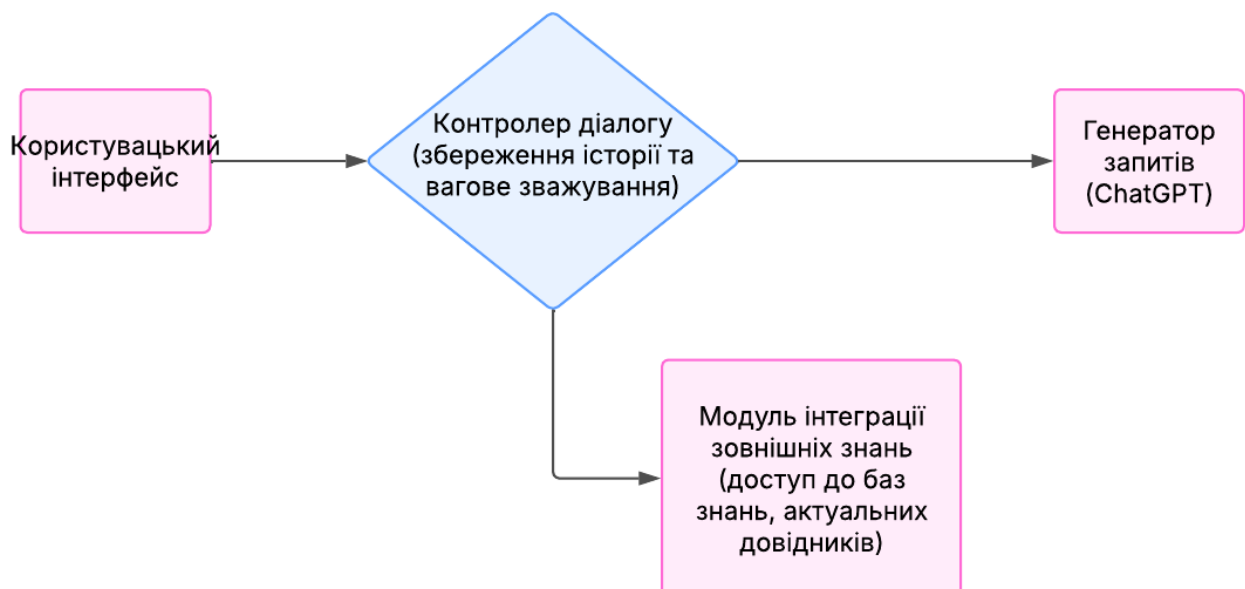 Користувацький
інтерфейс
Контролер діалогу
(збереження історії та
вагове зважування)
Генератор
запитів
(ChatGPT)
Модуль інтеграції
зовнішніх знань
(доступ до баз
знань, актуальних
довідників)